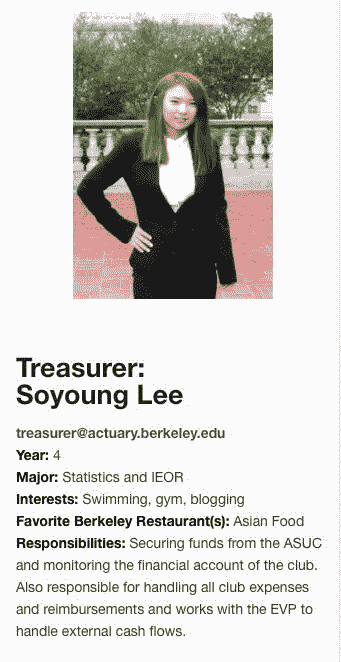 Treasurer:
Soyoung Lee
treasurer@actuary.berkeley.edu
Year: 4
Major: Statistics and IEOR
Interests: Swimming, gym, blogging
Favorite Berkeley Restaurant(s): Asian Food
Responsibilities: Securing funds from the ASUC
and monitoring the financial account of the club.
Also responsible for handling all club expenses
and reimbursements and works with the EVP to
handle external cash flows.